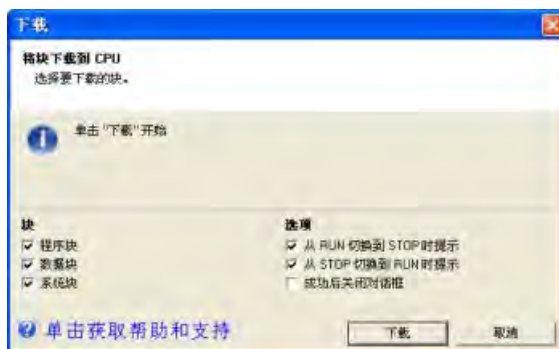 下载
将块下载到 CPU
选择要下载的块。
单击“下载”开始
块
程序块
数据块
系统块
选项
从 RUN 切换到 STOP 时提示
从 STOP 切换到 RUN 时提示
成功后关闭对话框
单击获取帮助和支持
下载
取消